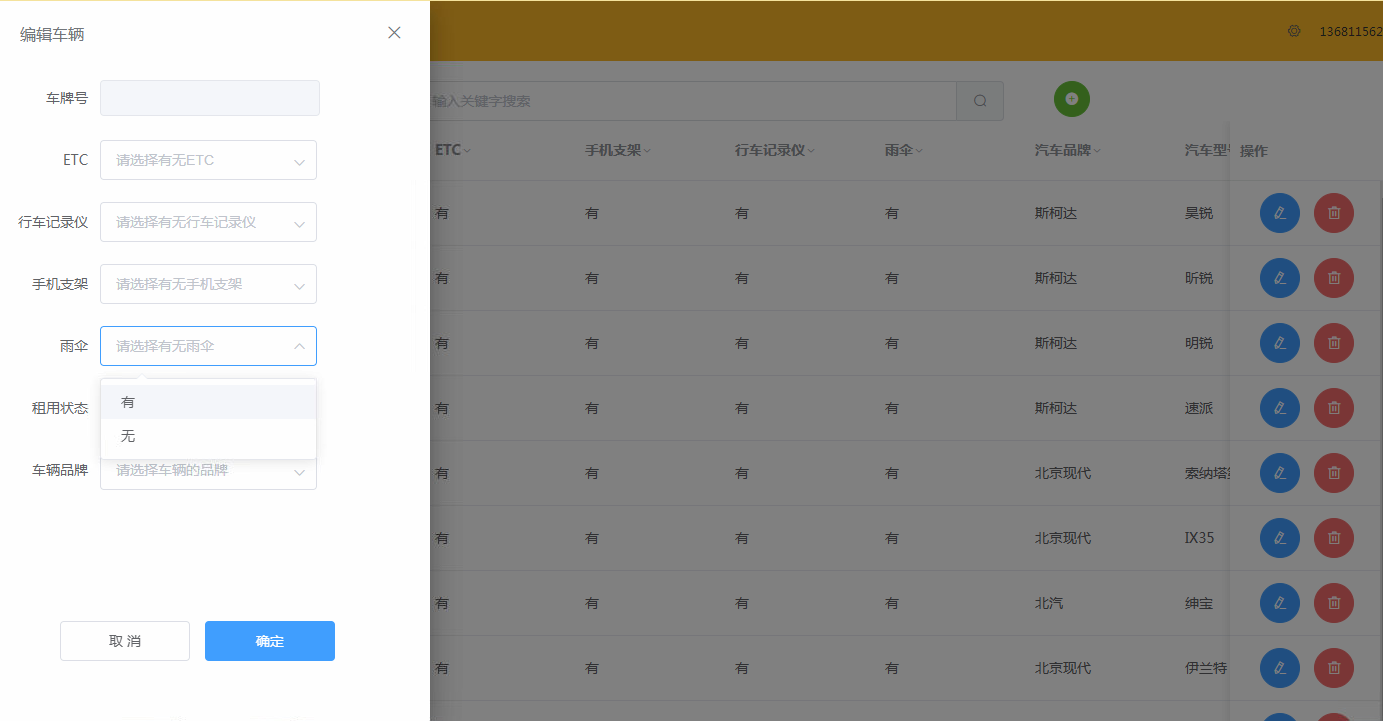 编辑车辆
136811562
车牌号
输入关键字搜索
ETC 请选择有无ETC
ETC 手机支架 行车记录仪 雨伞 汽车品牌 汽车型 操作
行车记录仪 请选择有无行车记录仪
有 有 有 有 斯柯达 昊锐
手机支架 请选择有无手机支架
有 有 有 有 斯柯达 昕锐
雨伞 请选择有无雨伞
有 有 有 有 斯柯达 明锐
租用状态
有
无
有 有 有 有 斯柯达 速派
车辆品牌 请选择车辆的品牌
有 有 有 有 北京现代 索纳塔
有 有 有 有 北京现代 IX35
有 有 有 有 北汽 绅宝
取消 确定
有 有 有 有 北京现代 伊兰特